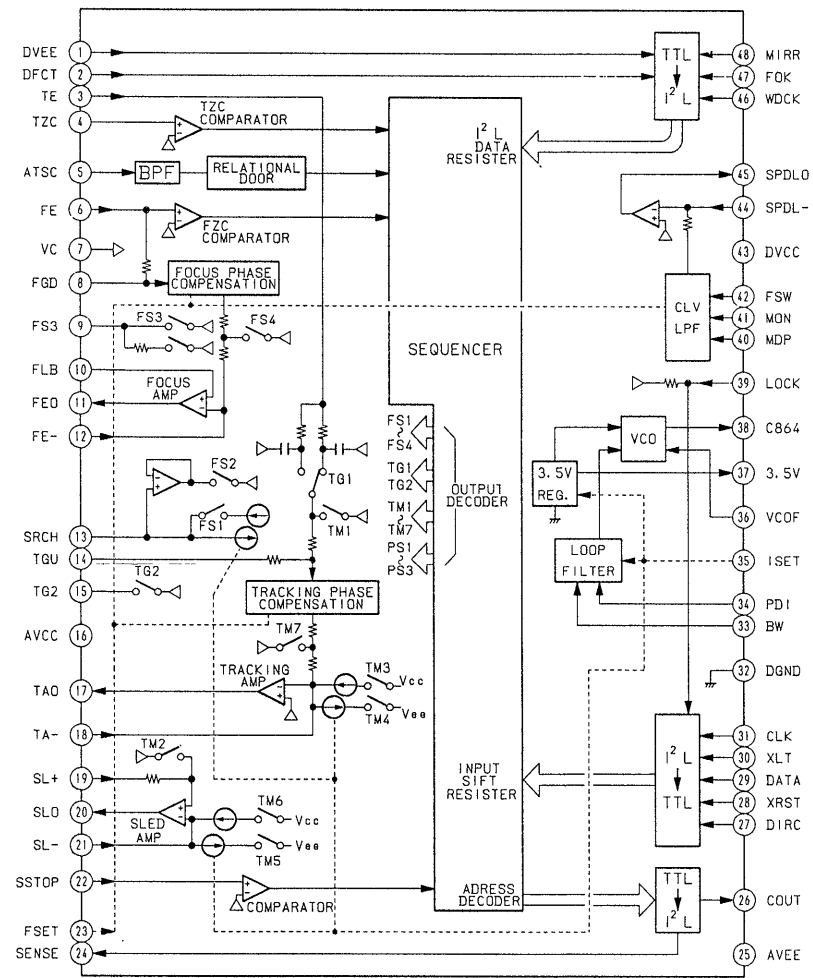 DVEE 1
DFCT 2
TE 3
TZC 4
ATSC 5
FE 6
VC 7
FGD 8
FS3 9
FLB 10
FEO 11
FE- 12
SRCH 13
TGU 14
TG2 15
AVCC 16
TAO 17
TA- 18
SL+ 19
SLO 20
SL- 21
SSTOP 22
FSET 23
SENSE 24
TZC
COMPARATOR
BPF
RELATIONAL
DOOR
FZC
COMPARATOR
FOCUS PHASE
COMPENSATION
FS3
FS4
FOCUS
AMP
FS2
FS1
TG1
TM1
TG2
TRACKING PHASE
COMPENSATION
TM7
TRACKING
AMP
TM3
Vcc
TM4
Vee
TM2
SLED
AMP
TM6
Vcc
TM5
Vee
COMPARATOR
I² L
DATA
RESISTER
SEQUENCER
FS1
~
FS4
TG1
TG2
TM1
~
TM7
PS1
~
PS3
OUTPUT
DECODER
INPUT
SIFT
RESISTER
ADRESS
DECODER
TTL
I² L
CLV
LPF
VCO
3.5V
REG.
LOOP
FILTER
I² L
TTL
TTL
I² L
48 MIRR
47 FOK
46 WDCK
45 SPDLO
44 SPDL-
43 DVCC
42 FSW
41 MON
40 MDP
39 LOCK
38 C864
37 3.5V
36 VCOF
35 ISET
34 PDI
33 BW
32 DGND
31 CLK
30 XLT
29 DATA
28 XRST
27 DIRC
26 COUT
25 AVEE